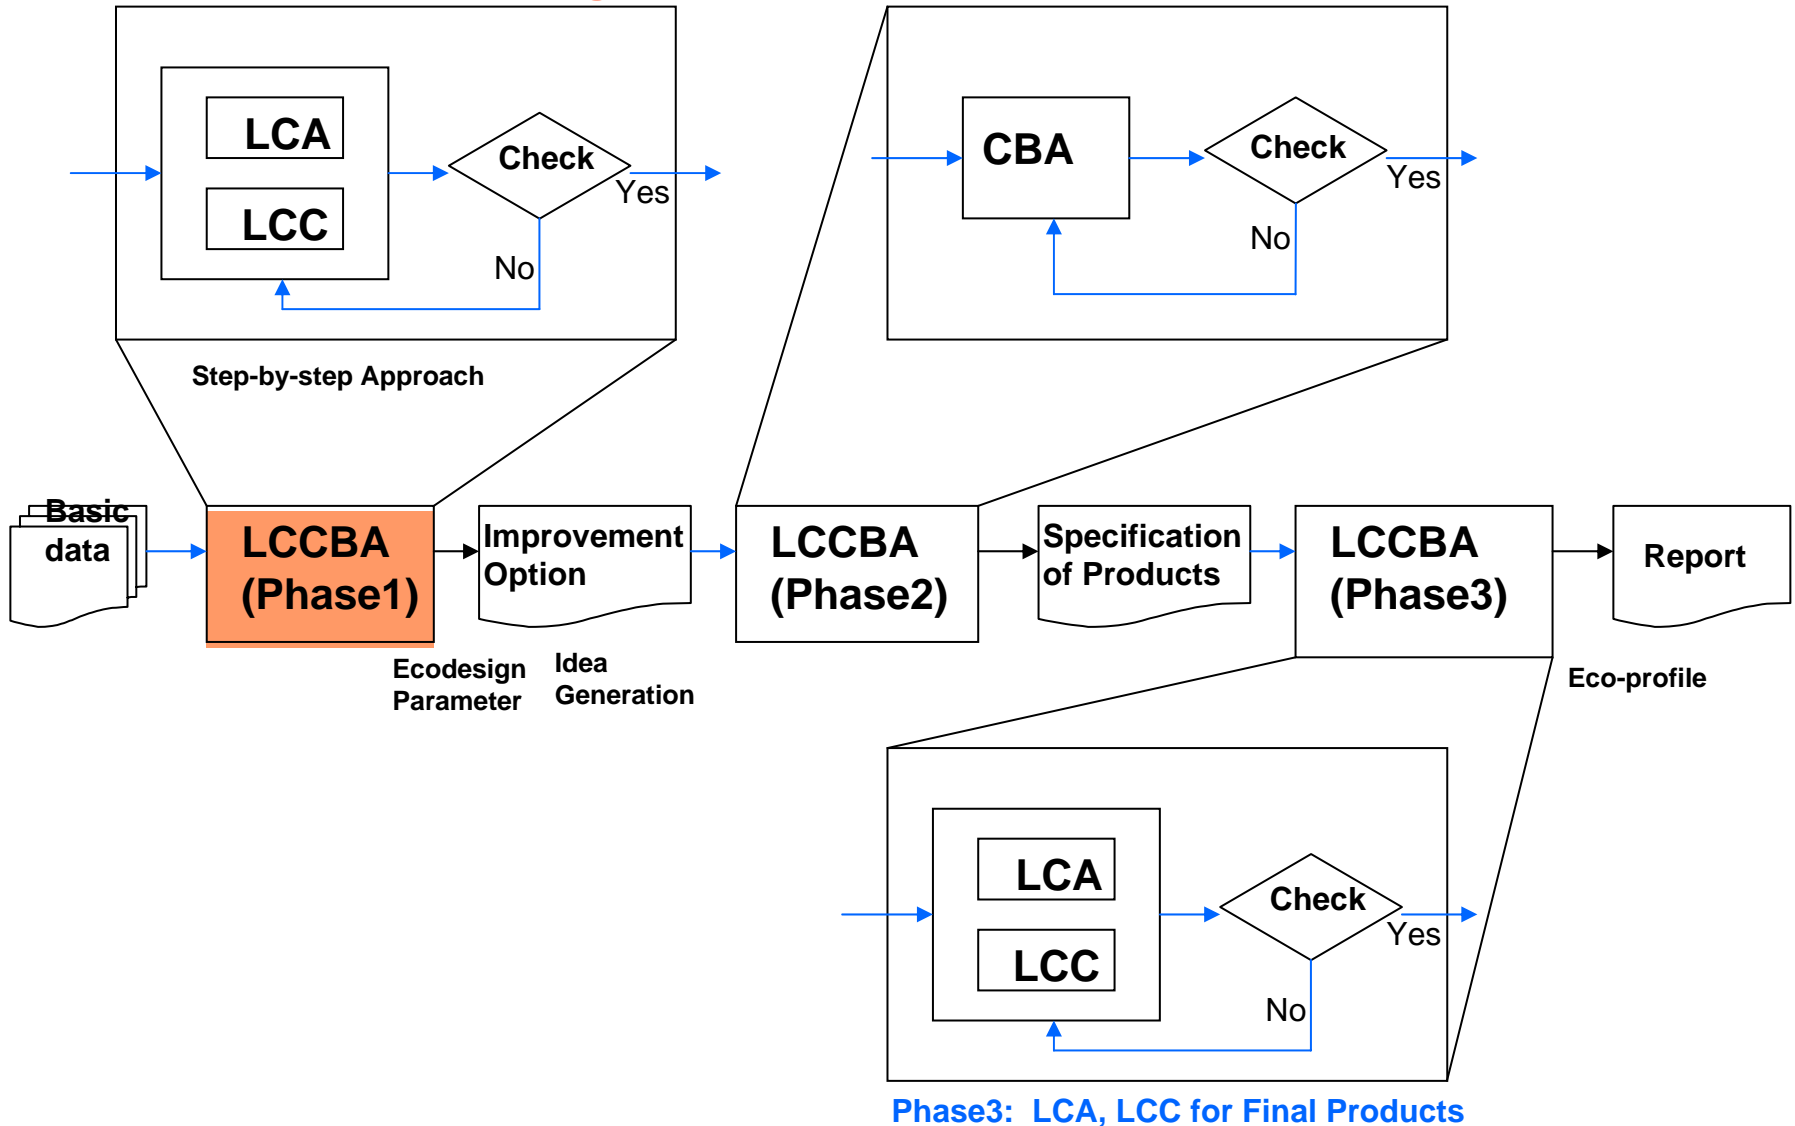 LCA
Check
Yes
LCC
No
CBA
Check
Yes
No
Step-by-step Approach
Basic
data
LCCBA
(Phase1)
Improvement
Option
LCCBA
(Phase2)
Specification
of Products
LCCBA
(Phase3)
Report
Ecodesign
Parameter
Idea
Generation
Eco-profile
LCA
Check
Yes
LCC
No
Phase3: LCA, LCC for Final Products